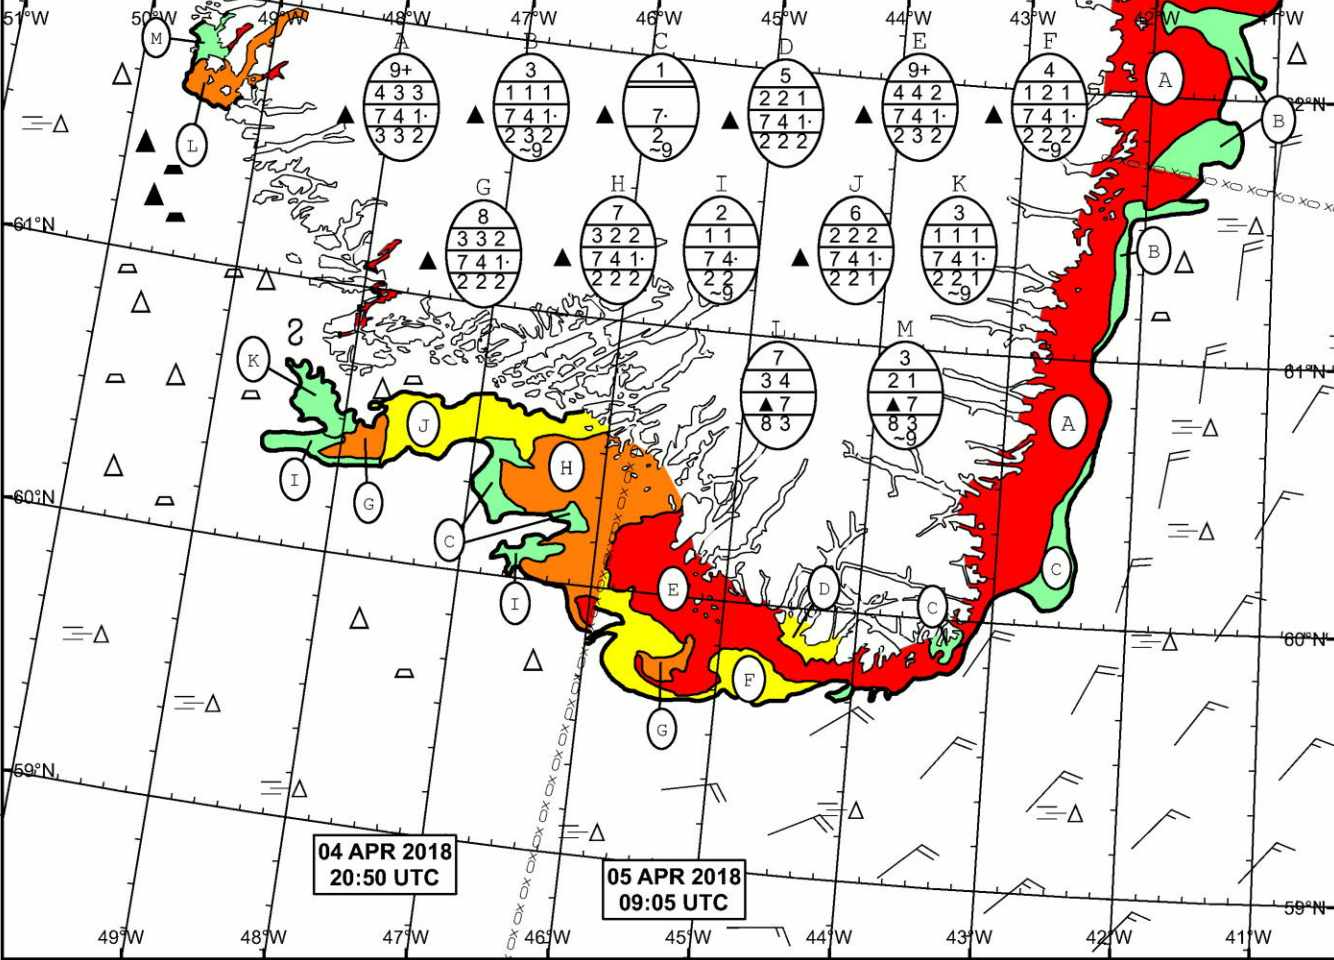 51°W 50°W 49°W 48°W 47°W 46°W 45°W 44°W 43°W 42°W 41°W
M
A B C D E F
9+
4 3 3
7 4 1·
3 3 2
3
1 1 1
7 4 1·
2 3 2
~9
1
7·
2
~9
5
2 2 1
7 4 1·
2 2 2
9+
4 4 2
7 4 1·
2 3 2
4
1 2 1
7 4 1·
2 2 2
~9
A
B
L
G H I J K
8
3 3 2
7 4 1·
2 2 2
7
3 2 2
7 4 1·
2 2 2
2
1 1
7 4·
2 2
~9
6
2 2 2
7 4 1·
2 2 1
3
1 1 1
7 4 1·
2 2 1
~9
61°N
B
L M
7
3 4
▲7
8 3
3
2 1
▲7
8 3
~9
K
61°N
J
A
H
I
G
60°N
C
C
I
E
D
C
60°N
F
G
59°N
04 APR 2018
20:50 UTC
05 APR 2018
09:05 UTC
59°N
49°W 48°W 47°W 46°W 45°W 44°W 43°W 42°W 41°W